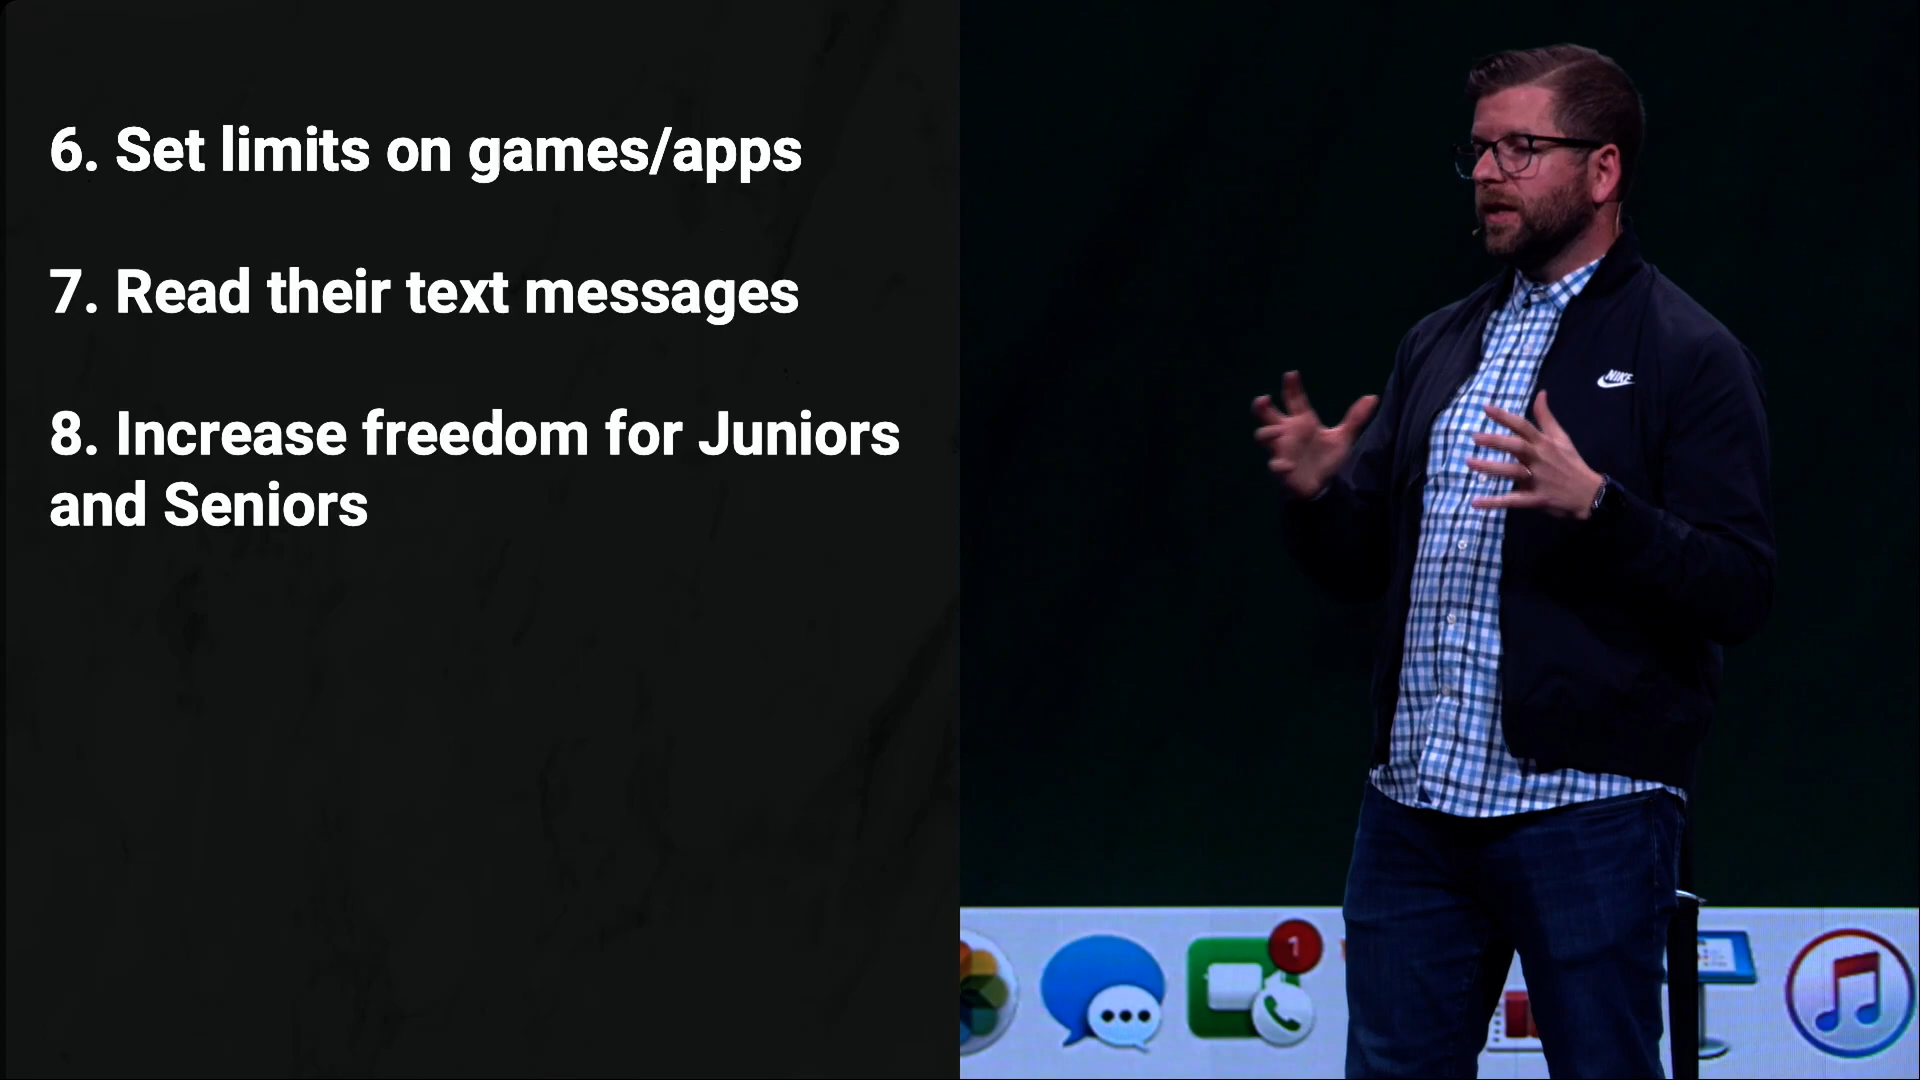 6. Set limits on games/apps
7. Read their text messages
8. Increase freedom for Juniors
and Seniors
NIKE
1